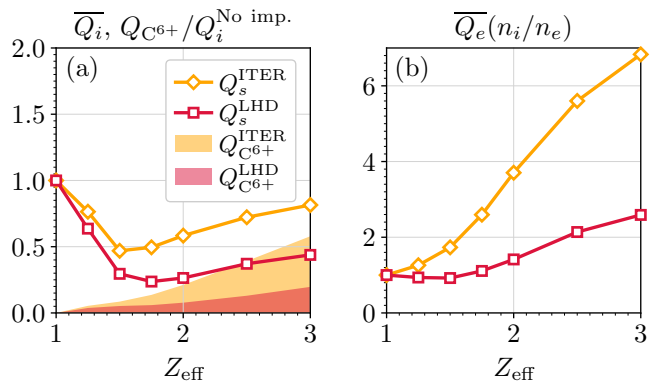 $\overline{Q_i}$, $Q_{\mathrm{C}^{6+}}/Q_i^{\mathrm{No\ imp.}}$
(a)
$Q_s^{\mathrm{ITER}}$
$Q_s^{\mathrm{LHD}}$
$Q_{\mathrm{C}^{6+}}^{\mathrm{ITER}}$
$Q_{\mathrm{C}^{6+}}^{\mathrm{LHD}}$
2.0
1.5
1.0
0.5
0.0
1 2 3
$Z_{\mathrm{eff}}$
$\overline{Q_e}(n_i/n_e)$
(b)
6
4
2
0
1 2 3
$Z_{\mathrm{eff}}$